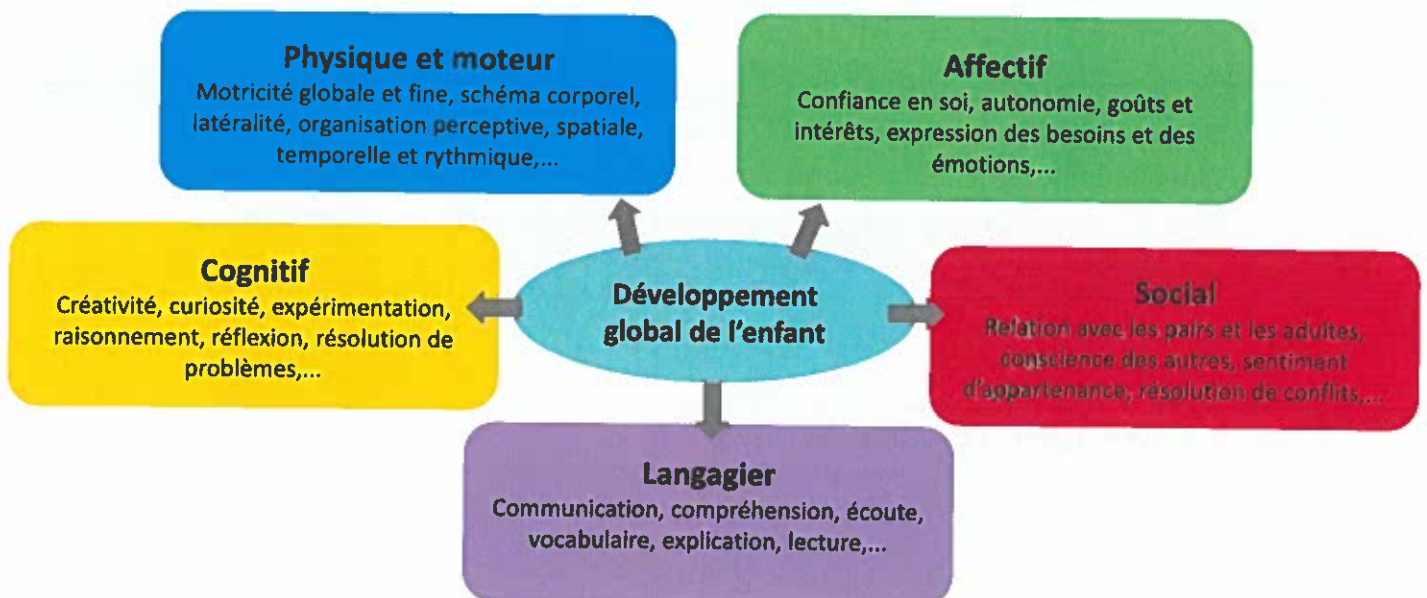 Physique et moteur
Motricité globale et fine, schéma corporel,
latéralité, organisation perceptive, spatiale,
temporelle et rythmique,...
Affectif
Confiance en soi, autonomie, goûts et
intérêts, expression des besoins et des
émotions,...
Cognitif
Créativité, curiosité, expérimentation,
raisonnement, réflexion, résolution de
problèmes,...
Développement
global de l'enfant
Social
Relation avec les pairs et les adultes,
conscience des autres, sentiment
d'appartenance, résolution de conflits,...
Langagier
Communication, compréhension, écoute,
vocabulaire, explication, lecture,...